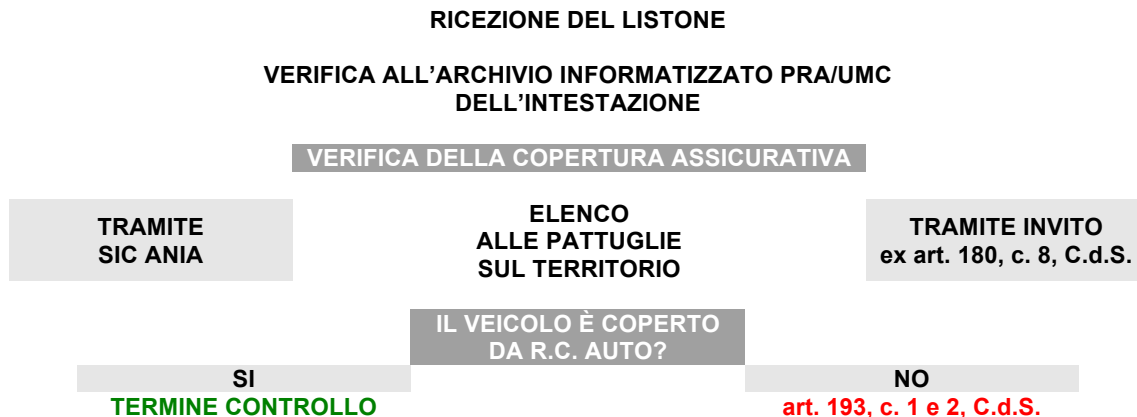 RICEZIONE DEL LISTONE
VERIFICA ALL’ARCHIVIO INFORMATIZZATO PRA/UMC
DELL’INTESTAZIONE
VERIFICA DELLA COPERTURA ASSICURATIVA
TRAMITE
SIC ANIA
ELENCO
ALLE PATTUGLIE
SUL TERRITORIO
TRAMITE INVITO
ex art. 180, c. 8, C.d.S.
IL VEICOLO È COPERTO
DA R.C. AUTO?
SI
TERMINE CONTROLLO
NO
art. 193, c. 1 e 2, C.d.S.